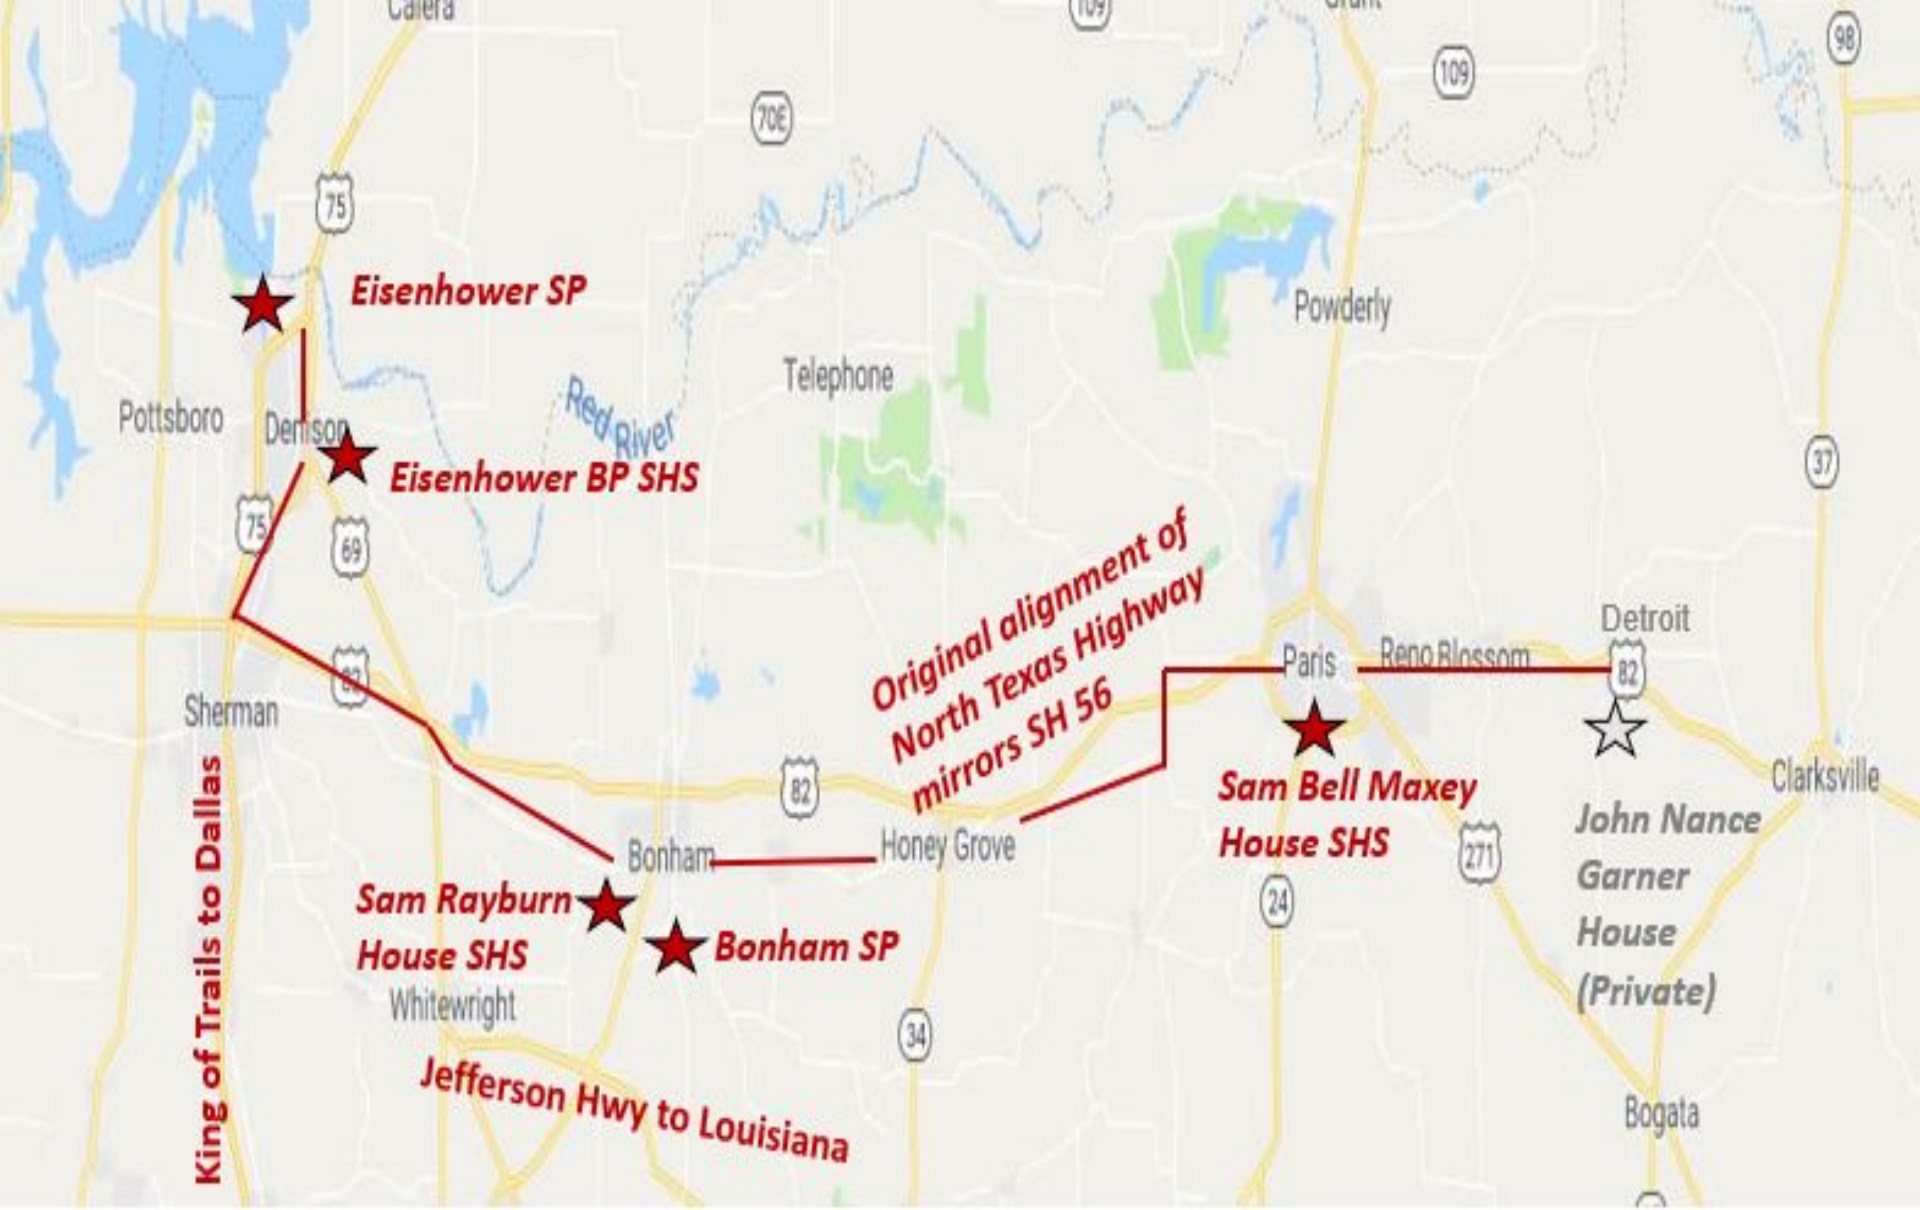 Calera
109
Grant
98
109
70E
75
Eisenhower SP
Powderly
Telephone
Red River
Pottsboro
Denison
Eisenhower BP SHS
37
75
69
Original alignment of
North Texas Highway
mirrors SH 56
Detroit
Paris
Reno Blossom
82
82
Sherman
82
Clarksville
Sam Bell Maxey
House SHS
John Nance
Garner
House
(Private)
Bonham
Honey Grove
271
24
Sam Rayburn
House SHS
Bonham SP
Whitewright
34
King of Trails to Dallas
Jefferson Hwy to Louisiana
Bogata